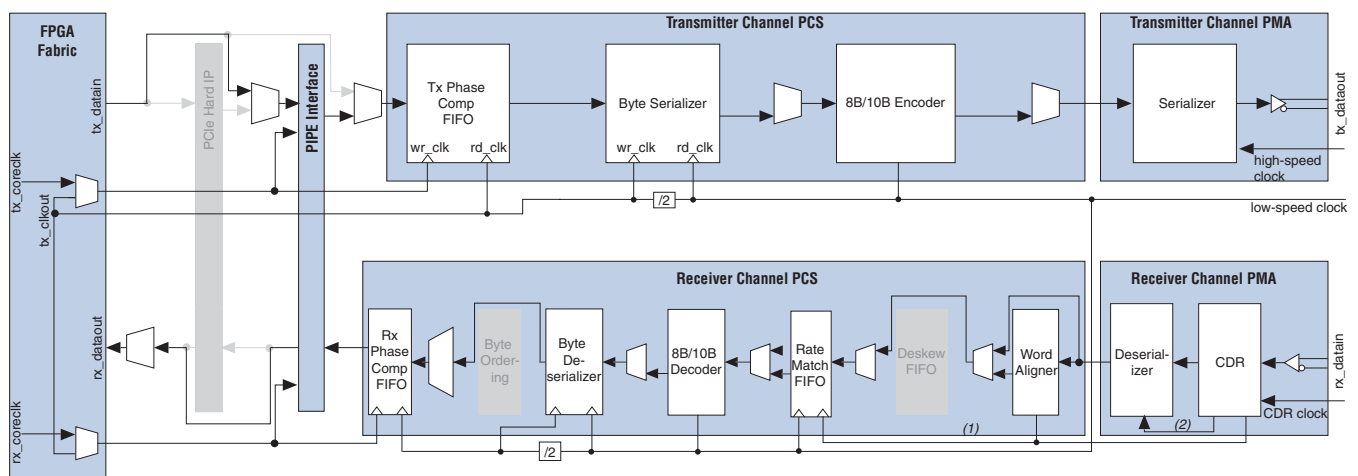 FPGA
Fabric
tx_datain
tx_coreclk
tx_clkout
rx_dataout
rx_coreclk
PCIe Hard IP
PIPE Interface
Transmitter Channel PCS
Tx Phase
Comp
FIFO
wr_clk
rd_clk
Byte Serializer
wr_clk
rd_clk
8B/10B Encoder
Transmitter Channel PMA
Serializer
tx_dataout
high-speed
clock
/2
low-speed clock
Receiver Channel PCS
Rx
Phase
Comp
FIFO
Byte
Order-
ing
Byte
De-
serializer
8B/10B
Decoder
Rate
Match
FIFO
Deskew
FIFO
Word
Aligner
(1)
/2
Receiver Channel PMA
Deserial-
izer
CDR
(2)
rx_datain
CDR clock